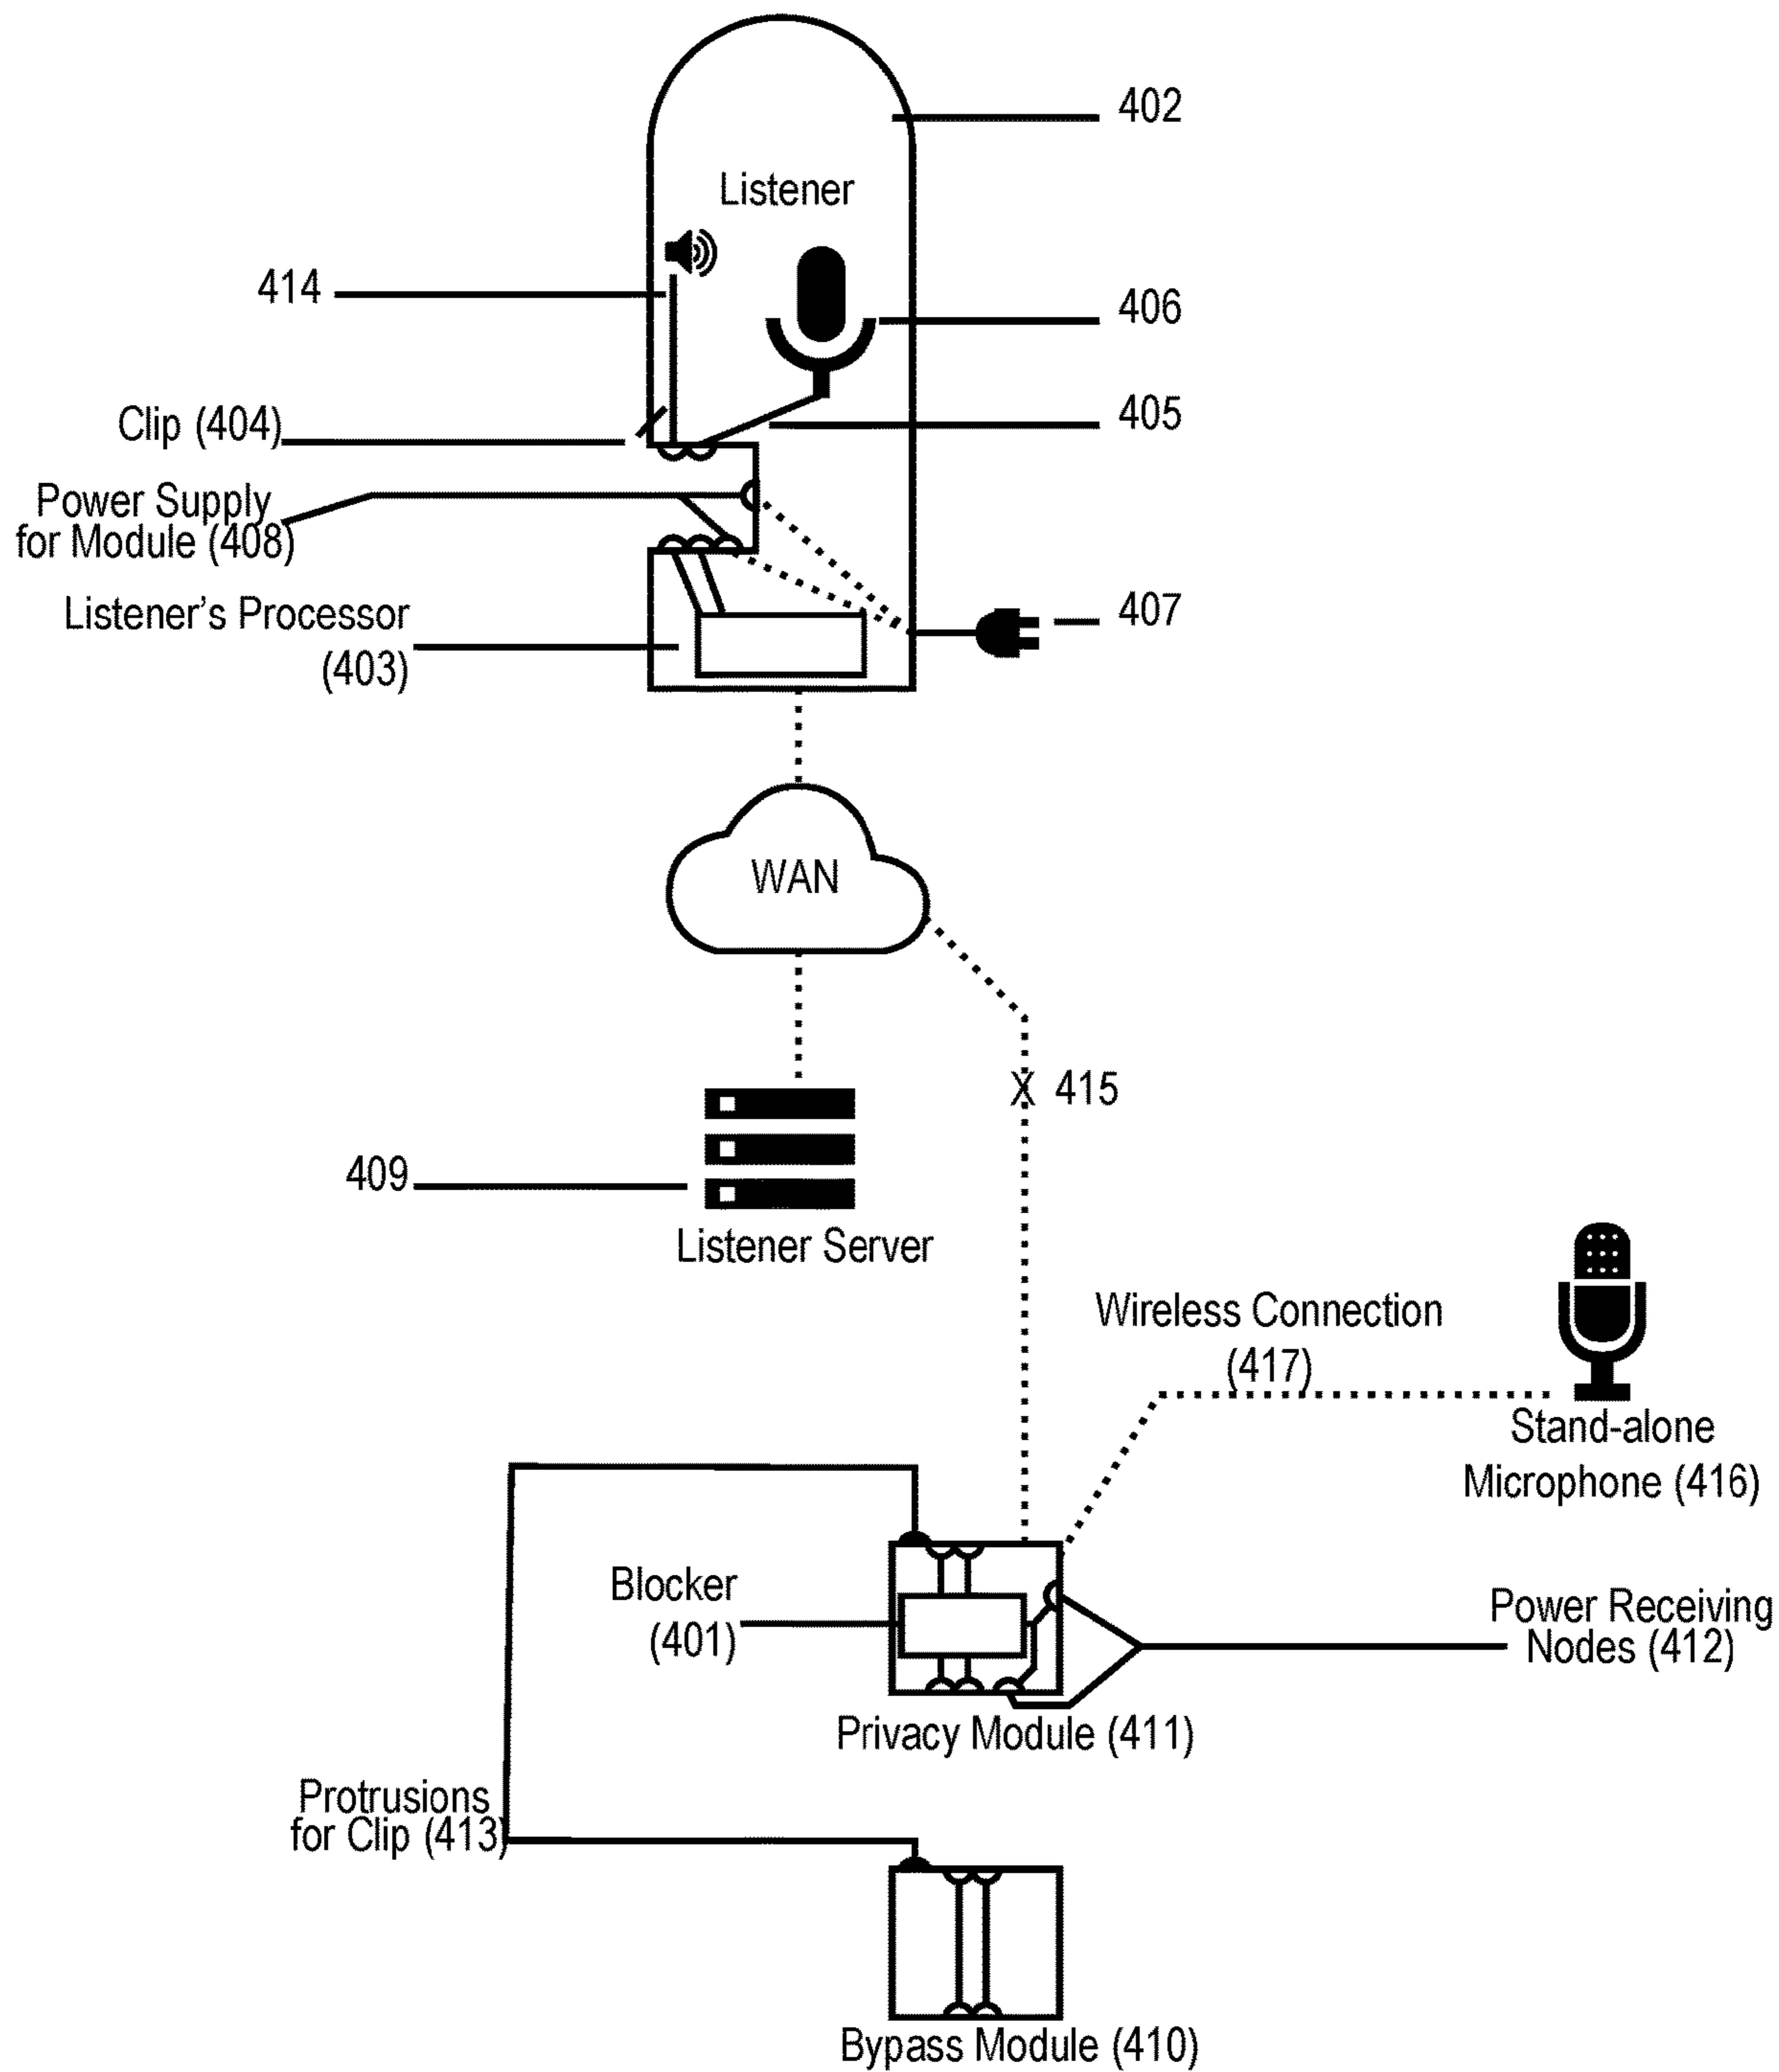 402
Listener
414
406
Clip (404)
405
Power Supply
for Module (408)
407
Listener's Processor
(403)
WAN
X 415
409
Listener Server
Wireless Connection
(417)
Stand-alone
Microphone (416)
Blocker
(401)
Power Receiving
Nodes (412)
Privacy Module (411)
Protrusions
for Clip (413)
Bypass Module (410)